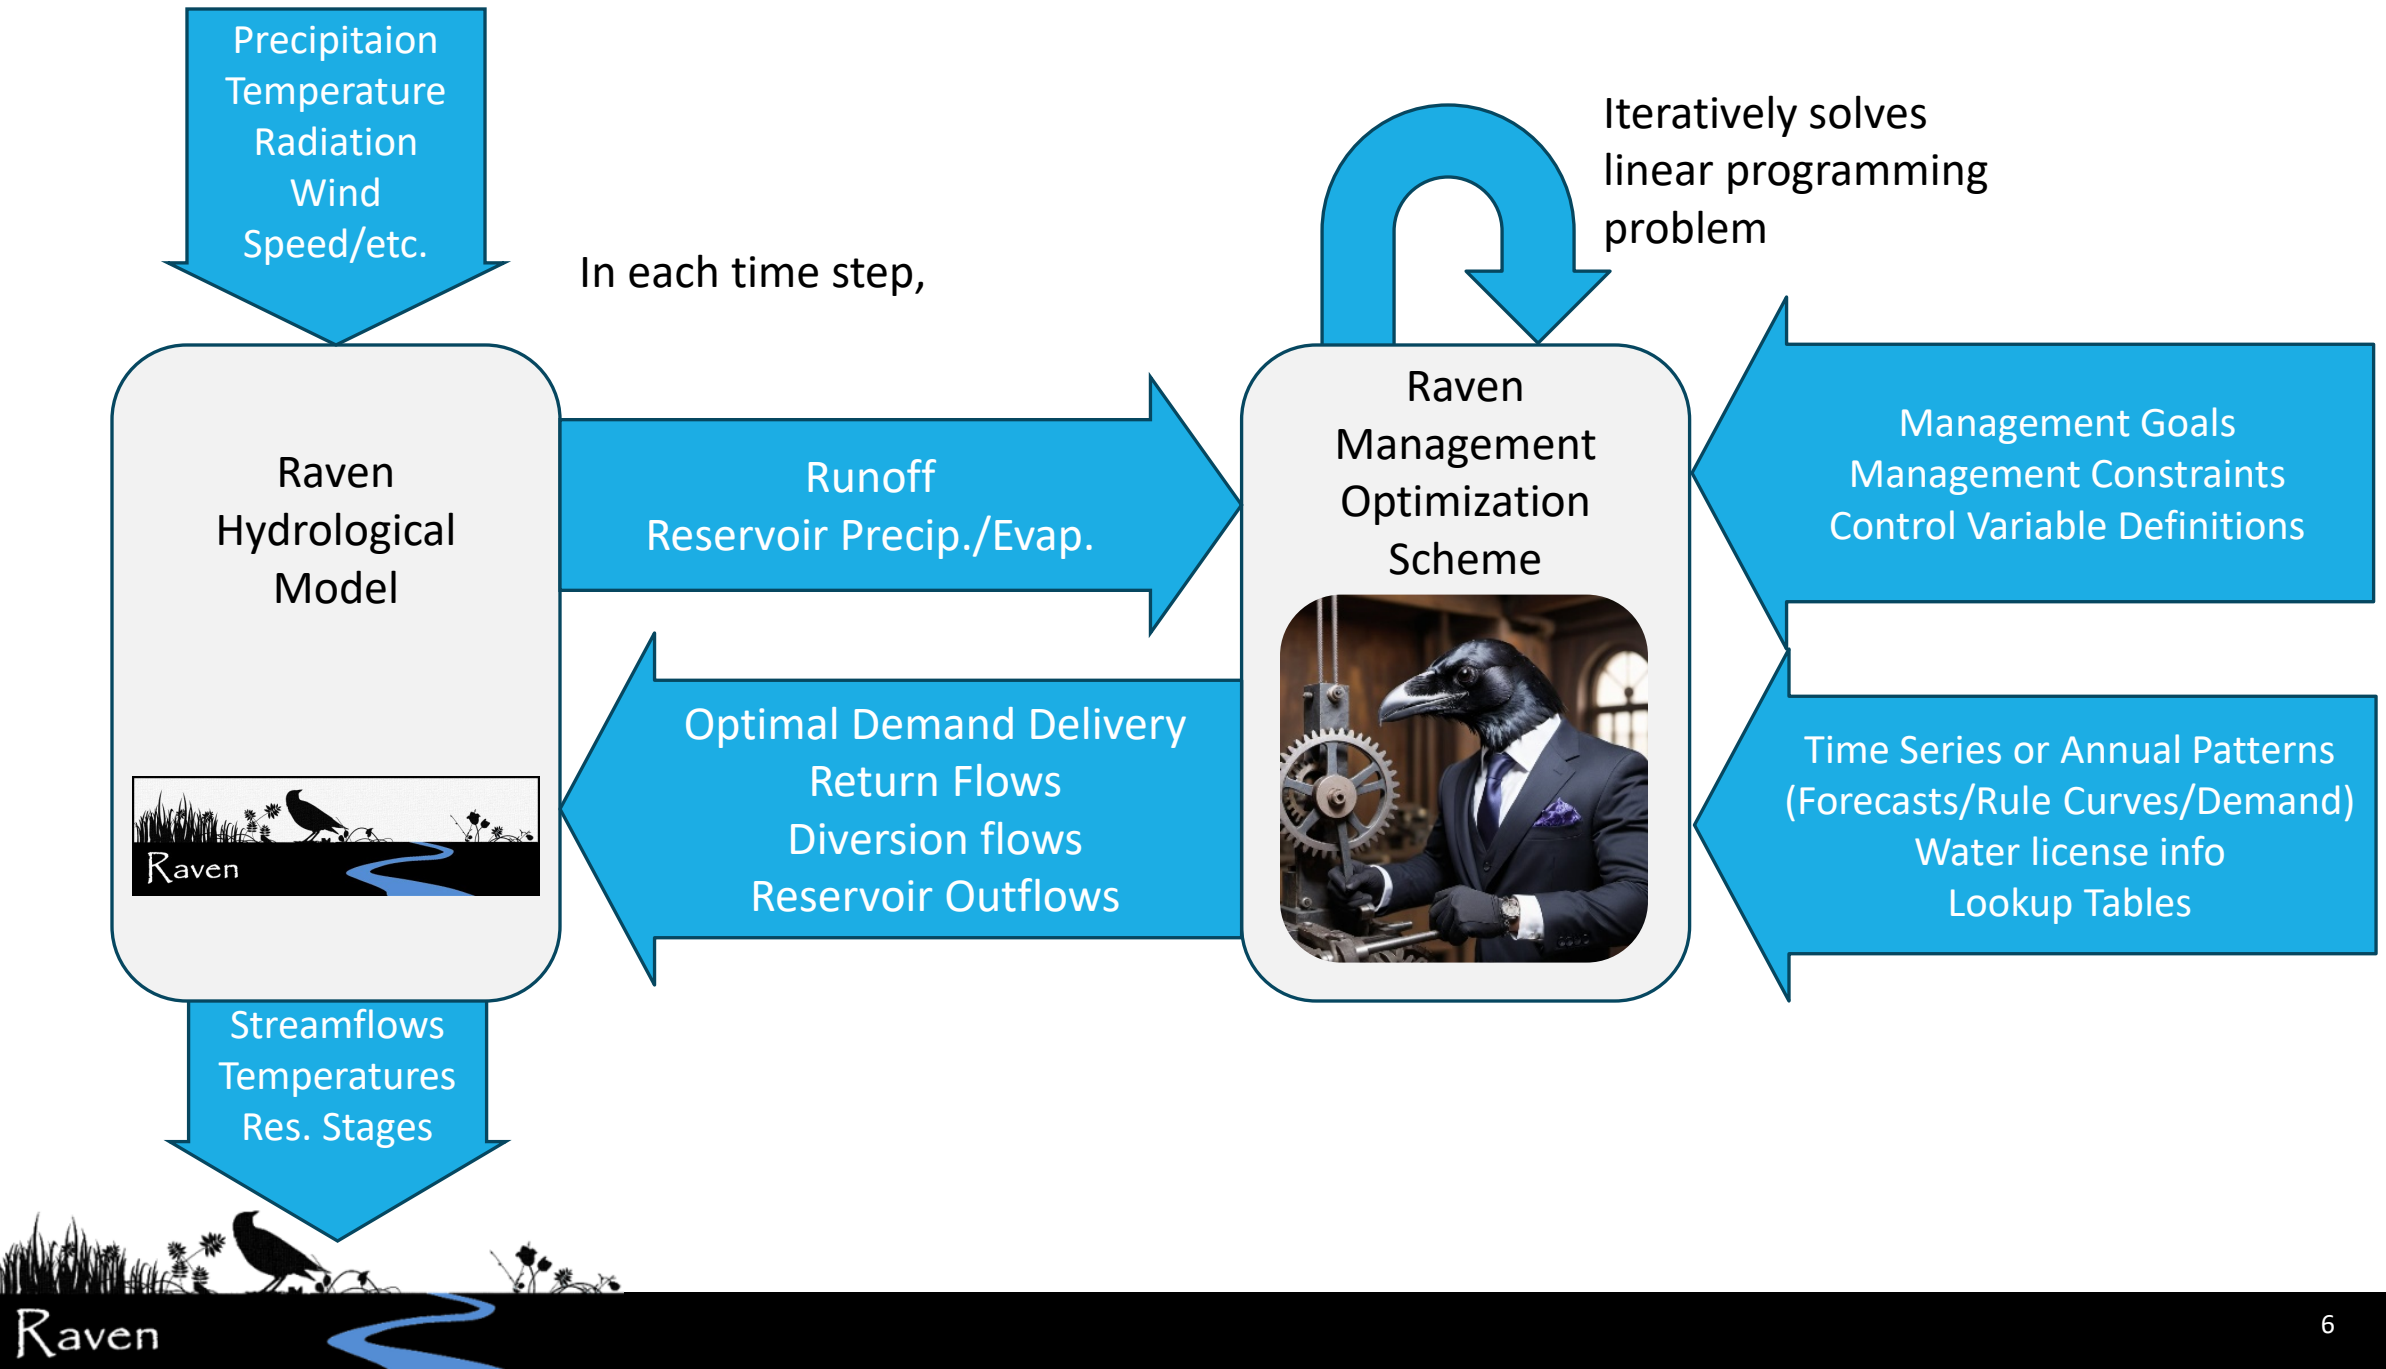 Precipitaion
Temperature
Radiation
Wind
Speed/etc.
In each time step,
Iteratively solves
linear programming
problem
Raven
Hydrological
Model
Raven
Runoff
Reservoir Precip./Evap.
Optimal Demand Delivery
Return Flows
Diversion flows
Reservoir Outflows
Raven
Management
Optimization
Scheme
Management Goals
Management Constraints
Control Variable Definitions
Time Series or Annual Patterns
(Forecasts/Rule Curves/Demand)
Water license info
Lookup Tables
Streamflows
Temperatures
Res. Stages
Raven
6